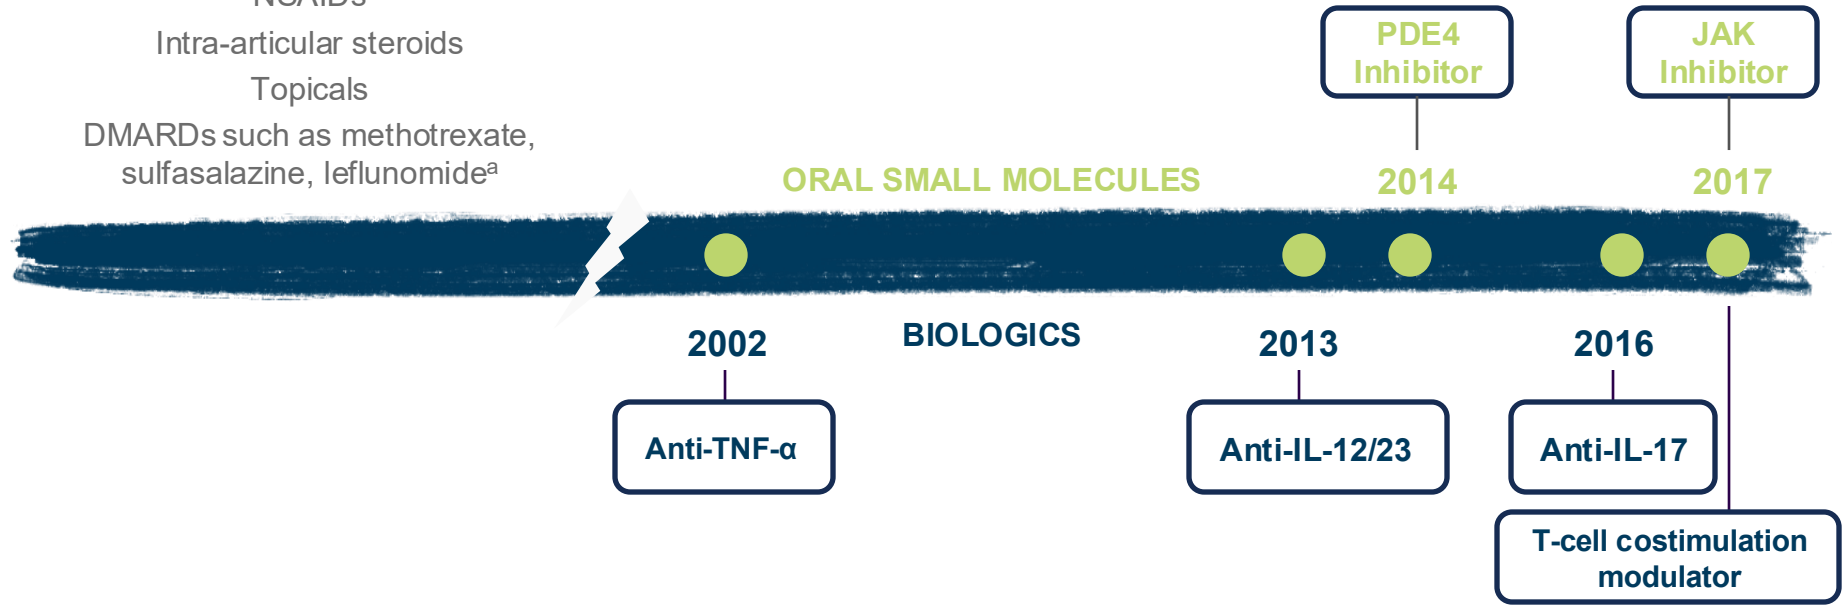 NSAIDs
Intra-articular steroids
Topicals
DMARDs such as methotrexate,
sulfasalazine, leflunomideᵃ
PDE4
Inhibitor
JAK
Inhibitor
ORAL SMALL MOLECULES
2014
2017
2002
BIOLOGICS
2013
2016
Anti-TNF-α
Anti-IL-12/23
Anti-IL-17
T-cell costimulation
modulator